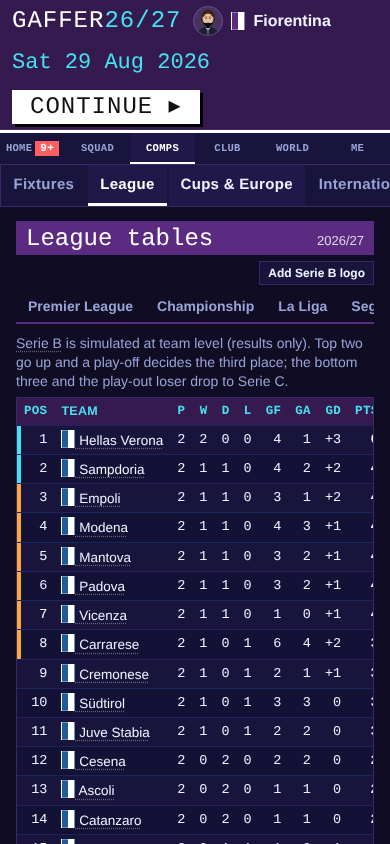 GAFFER26/27 Fiorentina
Sat 29 Aug 2026
CONTINUE ►
HOME 9+ SQUAD COMPS CLUB WORLD ME
Fixtures League Cups & Europe Internatio
League tables 2026/27
Add Serie B logo
Premier League Championship La Liga Seg
Serie B is simulated at team level (results only). Top two
go up and a play-off decides the third place; the bottom
three and the play-out loser drop to Serie C.
POS TEAM P W D L GF GA GD PTS
1 Hellas Verona 2 2 0 0 4 1 +3
2 Sampdoria 2 1 1 0 4 2 +2
3 Empoli 2 1 1 0 3 1 +2
4 Modena 2 1 1 0 4 3 +1
5 Mantova 2 1 1 0 3 2 +1
6 Padova 2 1 1 0 3 2 +1
7 Vicenza 2 1 1 0 1 0 +1
8 Carrarese 2 1 0 1 6 4 +2
9 Cremonese 2 1 0 1 2 1 +1
10 Südtirol 2 1 0 1 3 3 0
11 Juve Stabia 2 1 0 1 2 2 0
12 Cesena 2 0 2 0 2 2 0
13 Ascoli 2 0 2 0 1 1 0
14 Catanzaro 2 0 2 0 1 1 0